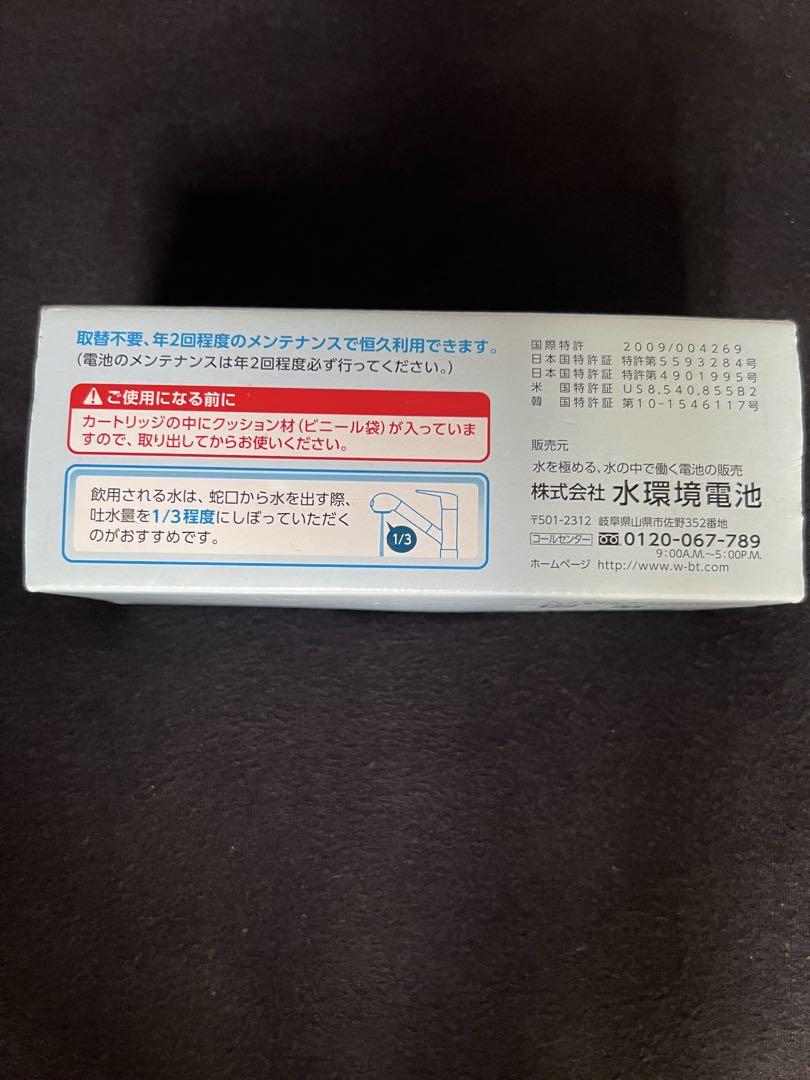 取替不要、年2回程度のメンテナンスで恒久利用できます。
(電池のメンテナンスは年2回程度必ず行ってください。)
ご使用になる前に
カートリッジの中にクッション材(ビニール袋)が入っていま
すので、取り出してからお使いください。
飲用される水は、蛇口から水を出す際、
吐水量を1/3程度にしぼっていただく
のがおすすめです。
1/3
国際特許 2009/004269
日本国特許証 特許第5593284号
日本国特許証 特許第4901995号
米 国特許証 US8,540,855B2
韓 国特許証 第10-1546117号
販売元
水を極める、水の中で働く電池の販売
株式会社 水環境電池
〒501-2312 岐阜県山県市佐野352番地
コールセンター 0120-067-789
9:00A.M.~5:00P.M.
ホームページ http://www.w-bt.com